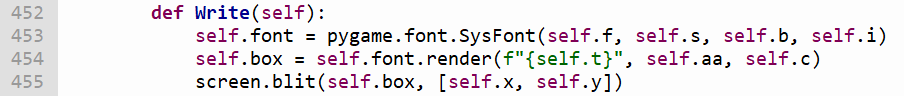 452 def Write(self):
453 self.font = pygame.font.SysFont(self.f, self.s, self.b, self.i)
454 self.box = self.font.render(f"{self.t}", self.aa, self.c)
455 screen.blit(self.box, [self.x, self.y])